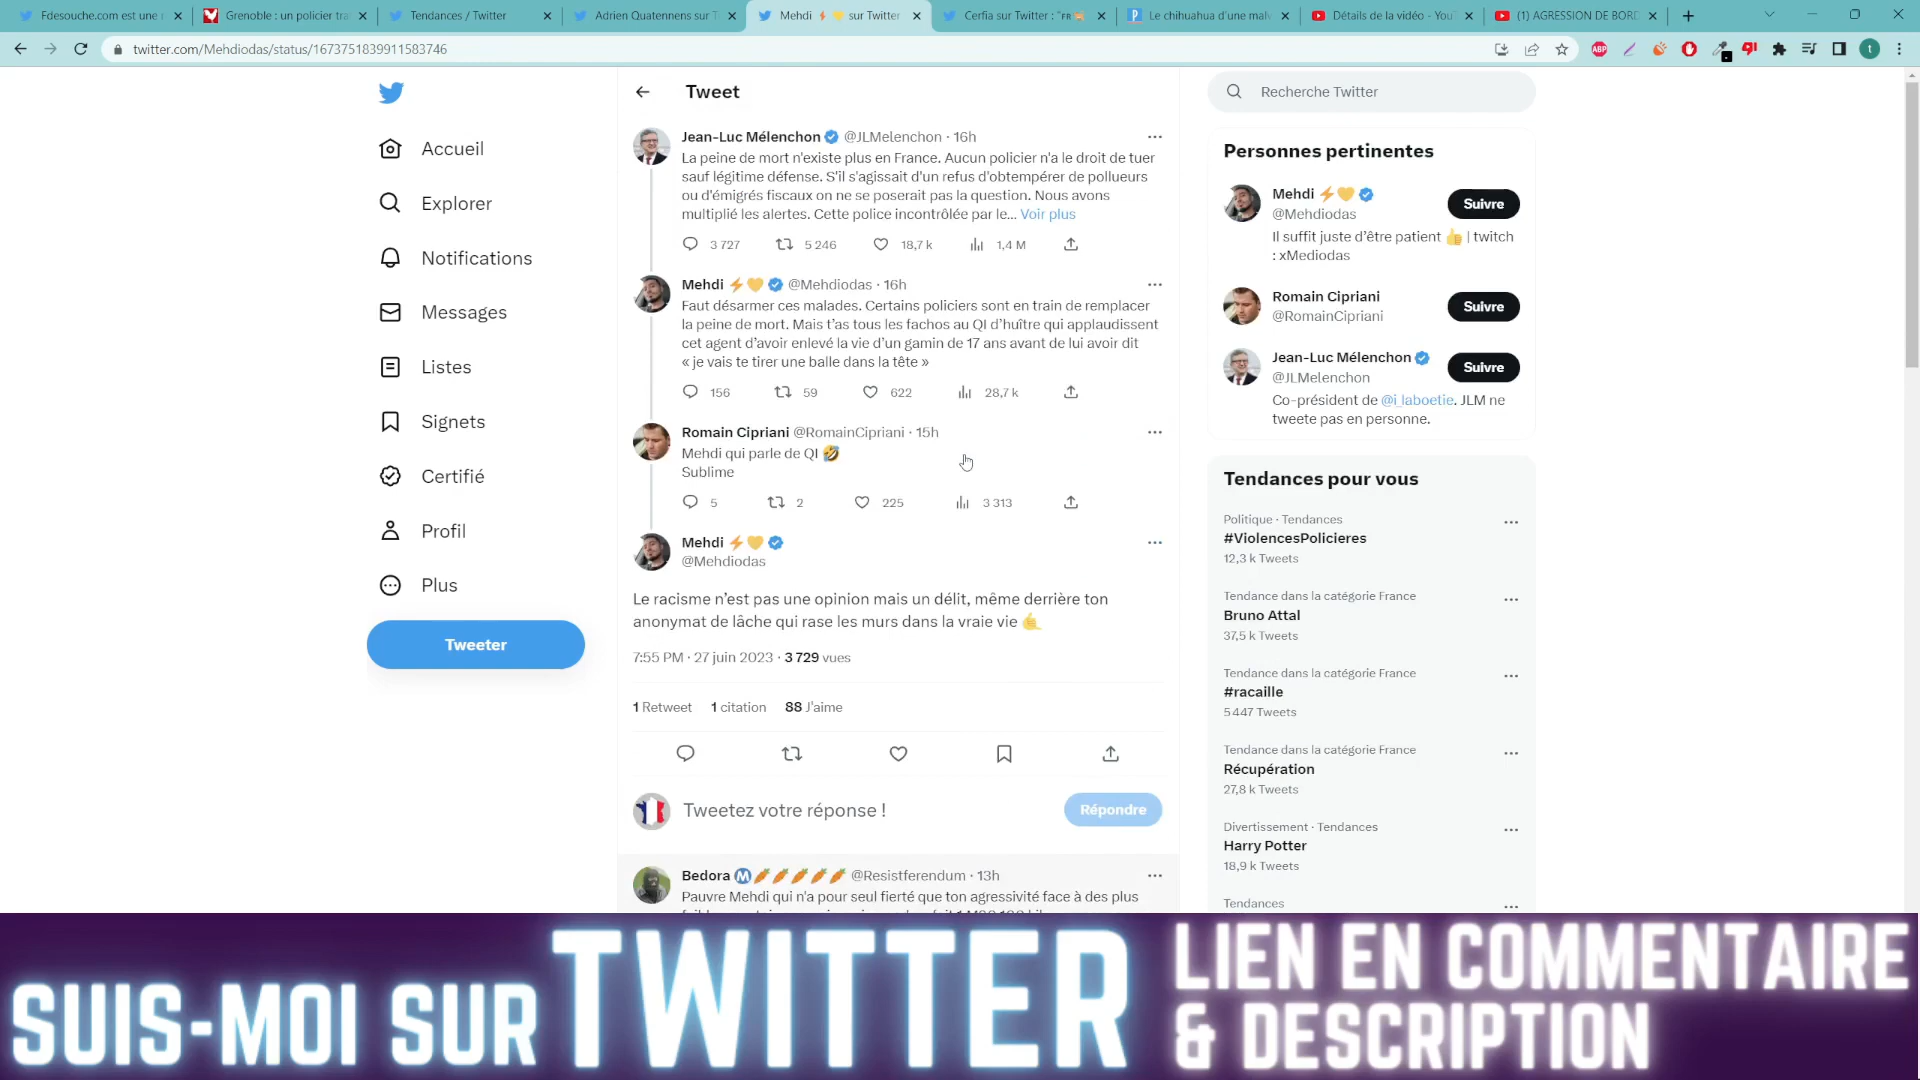 Fdesouche.com est une r
Grenoble : un policier tra
Tendances / Twitter
Adrien Quatennens sur T
Mehdi ⚡💛 sur Twitter
Cerfia sur Twitter : "FR
Le chihuahua d'une malv
Détails de la vidéo - You
(1) AGRESSION DE BORD
twitter.com/Mehdiodas/status/1673751839911583746
ABP
t
Accueil
Explorer
Notifications
Messages
Listes
Signets
Certifié
Profil
Plus
Tweeter
Tweet
Jean-Luc Mélenchon @JLMelenchon · 16h
La peine de mort n'existe plus en France. Aucun policier n'a le droit de tuer
sauf légitime défense. S'il s'agissait d'un refus d'obtempérer de pollueurs
ou d'émigrés fiscaux on ne se poserait pas la question. Nous avons
multiplié les alertes. Cette police incontrôlée par le... Voir plus
3 727 5 246 18,7 k 1,4 M
Mehdi ⚡💛 @Mehdiodas · 16h
Faut désarmer ces malades. Certains policiers sont en train de remplacer
la peine de mort. Mais t'as tous les fachos au QI d'huître qui applaudissent
cet agent d'avoir enlevé la vie d'un gamin de 17 ans avant de lui avoir dit
« je vais te tirer une balle dans la tête »
156 59 622 28,7 k
Romain Cipriani @RomainCipriani · 15h
Mehdi qui parle de QI 🤣
Sublime
5 2 225 3 313
Mehdi ⚡💛
@Mehdiodas
Le racisme n'est pas une opinion mais un délit, même derrière ton
anonymat de lâche qui rase les murs dans la vraie vie 🤙
7:55 PM · 27 juin 2023 · 3 729 vues
1 Retweet 1 citation 88 J'aime
Tweetez votre réponse !
Répondre
Bedora Ⓜ🥕🥕🥕🥕🥕 @Resistferendum · 13h
Pauvre Mehdi qui n'a pour seul fierté que ton agressivité face à des plus
Recherche Twitter
Personnes pertinentes
Mehdi ⚡💛
@Mehdiodas
Suivre
Il suffit juste d'être patient 👍 | twitch
: xMediodas
Romain Cipriani
@RomainCipriani
Suivre
Jean-Luc Mélenchon
@JLMelenchon
Suivre
Co-président de @i_laboetie. JLM ne
tweete pas en personne.
Tendances pour vous
Politique · Tendances
#ViolencesPolicieres
12,3 k Tweets
Tendance dans la catégorie France
Bruno Attal
37,5 k Tweets
Tendance dans la catégorie France
#racaille
5 447 Tweets
Tendance dans la catégorie France
Récupération
27,8 k Tweets
Divertissement · Tendances
Harry Potter
18,9 k Tweets
Tendances
SUIS-MOI SUR
TWITTER
LIEN EN COMMENTAIRE
& DESCRIPTION